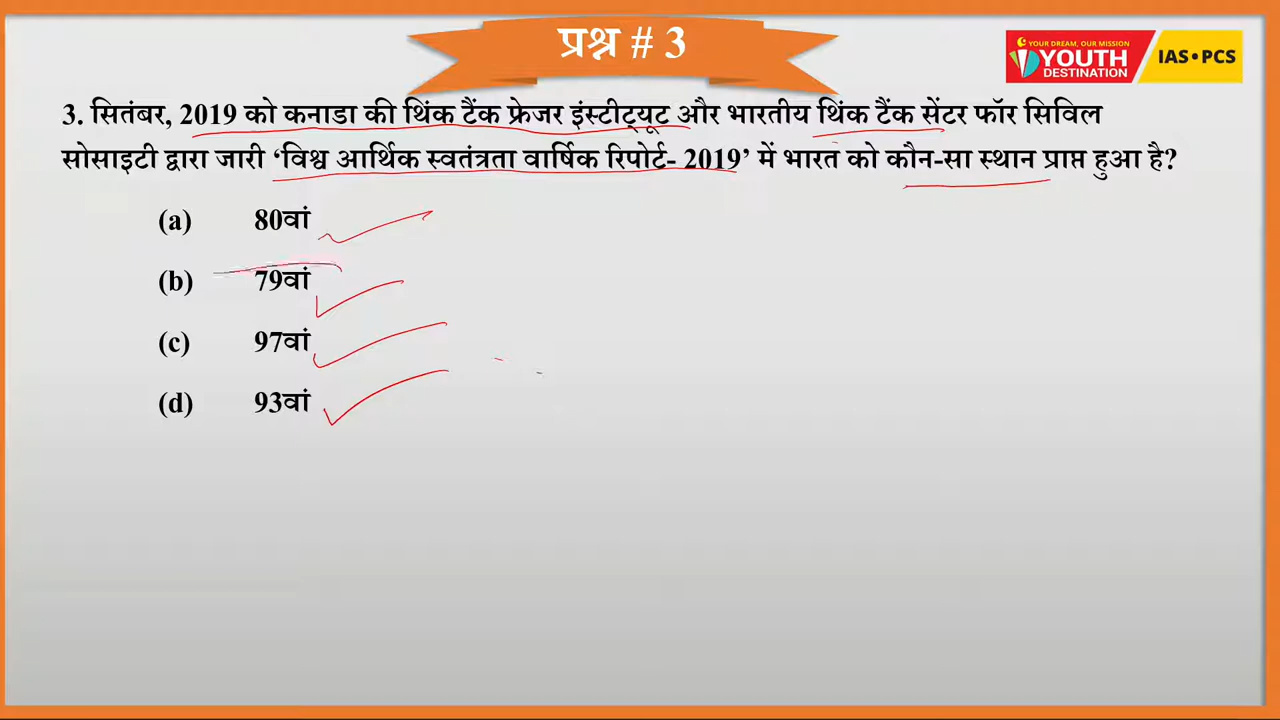 प्रश्न # 3
YOUR DREAM, OUR MISSION
YOUTH
DESTINATION
IAS•PCS
3. सितंबर, 2019 को कनाडा की थिंक टैंक फ्रेजर इंस्टीट्यूट और भारतीय थिंक टैंक सेंटर फॉर सिविल
सोसाइटी द्वारा जारी ‘विश्व आर्थिक स्वतंत्रता वार्षिक रिपोर्ट- 2019’ में भारत को कौन-सा स्थान प्राप्त हुआ है?
(a) 80वां
(b) 79वां
(c) 97वां
(d) 93वां